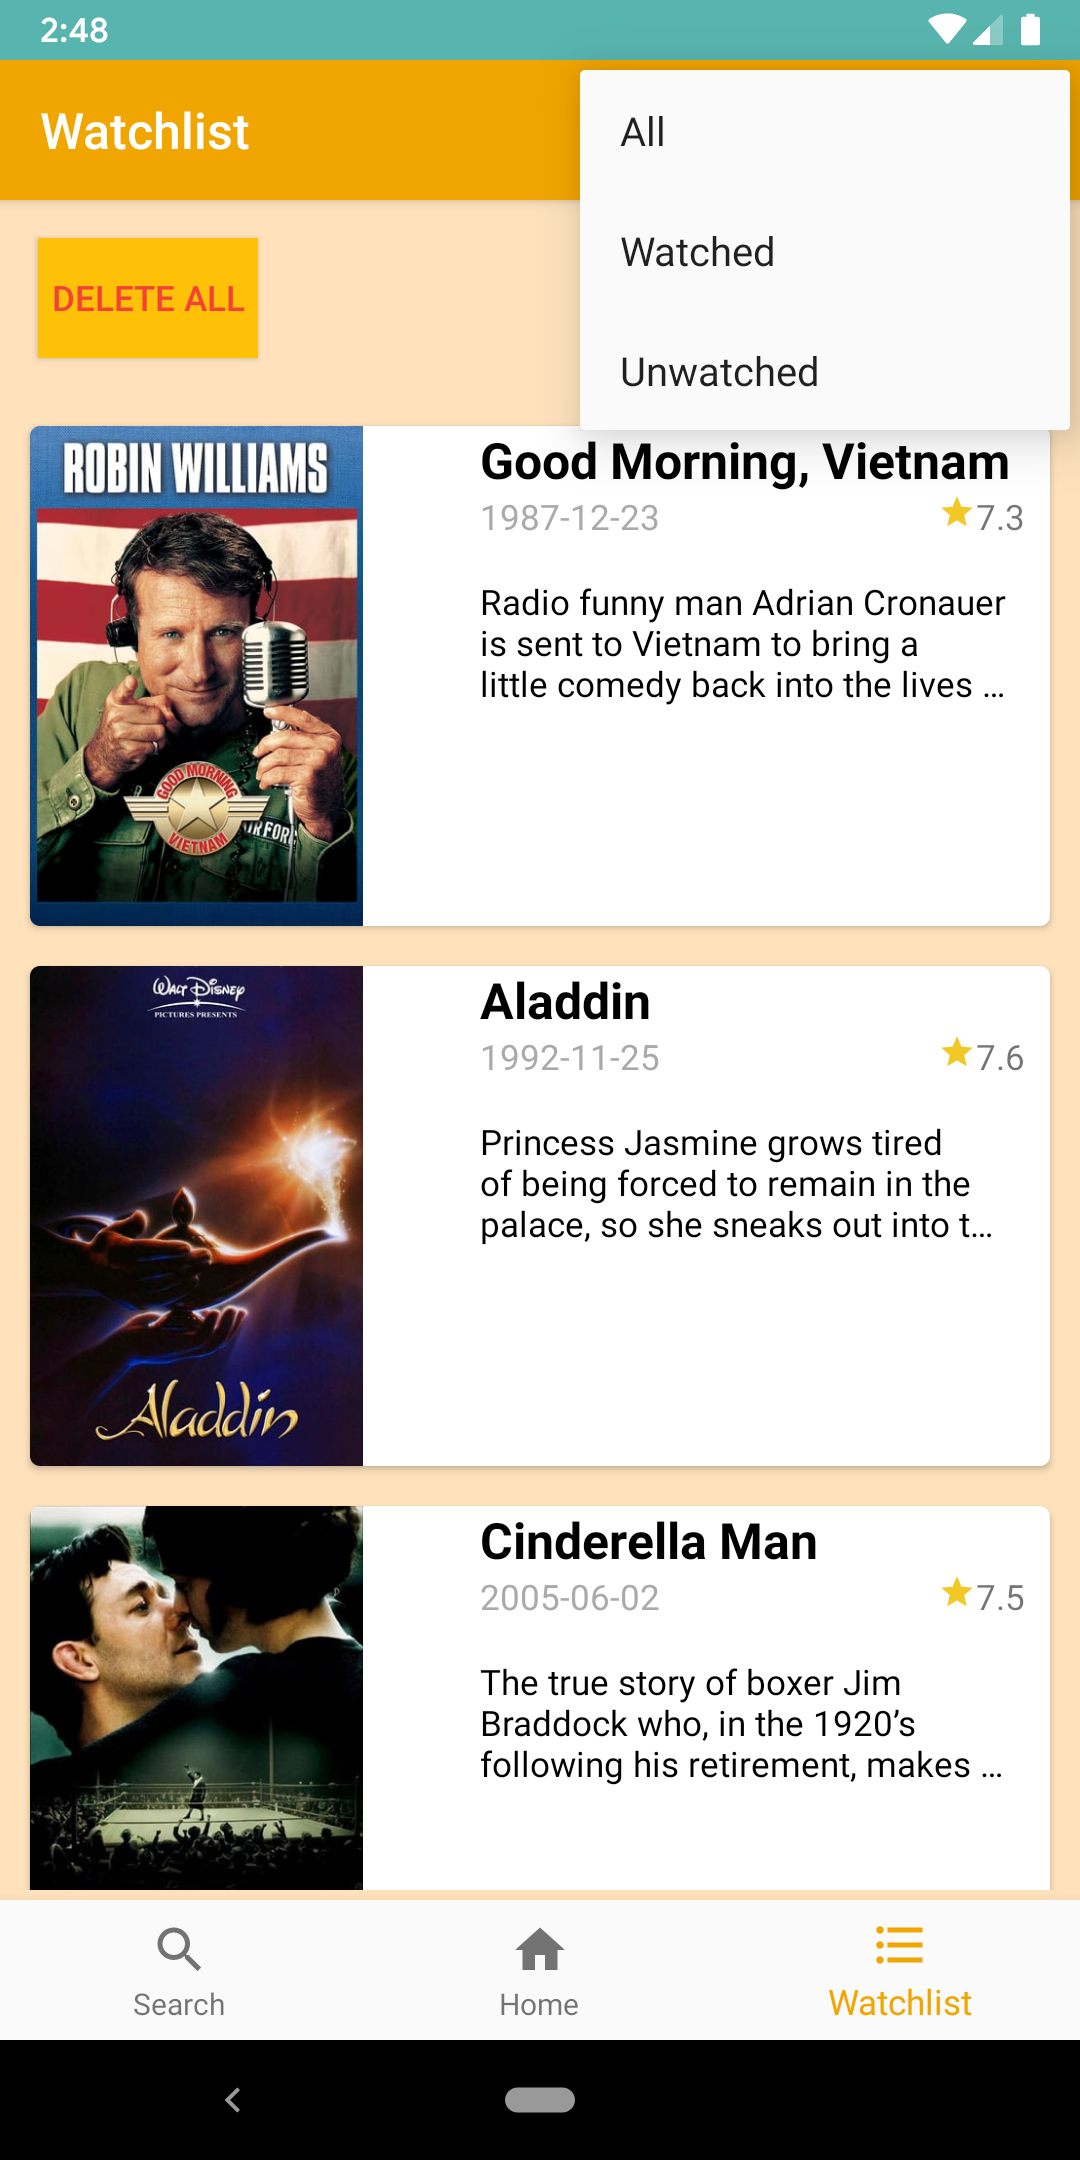 2:48
Watchlist
All
Watched
Unwatched
DELETE ALL
ROBIN WILLIAMS
GOOD MORNING
VIETNAM
Good Morning, Vietnam
1987-12-23
7.3
Radio funny man Adrian Cronauer
is sent to Vietnam to bring a
little comedy back into the lives …
WALT DISNEY
PICTURES PRESENTS
Aladdin
Aladdin
1992-11-25
7.6
Princess Jasmine grows tired
of being forced to remain in the
palace, so she sneaks out into t…
Cinderella Man
2005-06-02
7.5
The true story of boxer Jim
Braddock who, in the 1920’s
following his retirement, makes …
Search
Home
Watchlist